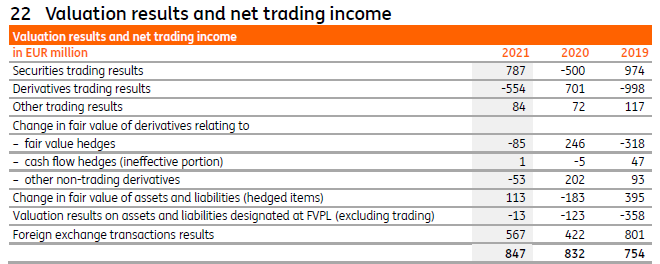 22 Valuation results and net trading income
Valuation results and net trading income
in EUR million 2021 2020 2019
Securities trading results 787 -500 974
Derivatives trading results -554 701 -998
Other trading results 84 72 117
Change in fair value of derivatives relating to
– fair value hedges -85 246 -318
– cash flow hedges (ineffective portion) 1 -5 47
– other non-trading derivatives -53 202 93
Change in fair value of assets and liabilities (hedged items) 113 -183 395
Valuation results on assets and liabilities designated at FVPL (excluding trading) -13 -123 -358
Foreign exchange transactions results 567 422 801
847 832 754